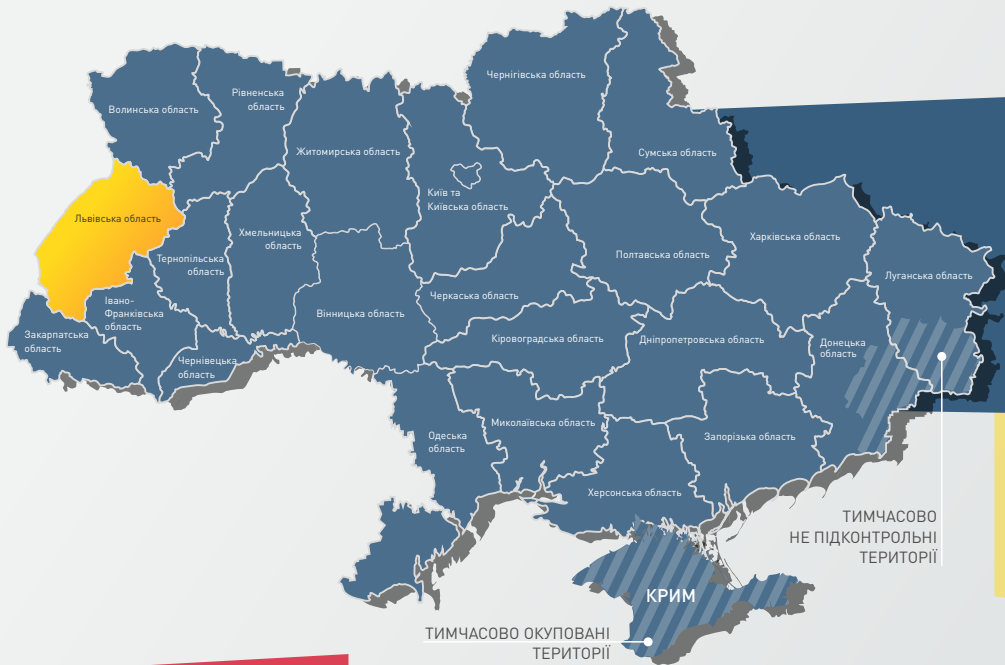 Чернігівська область
Рівненська
область
Волинська область
Житомирська область
Сумська область
Київ та
Київська область
Львівська область
Хмельницька
область
Харківська область
Тернопільська
область
Полтавська область
Луганська область
Черкаська область
Івано-
Франківська
область
Вінницька область
Закарпатська
область
Кіровоградська область
Дніпропетровська область
Донецька
область
Чернівецька
область
Миколаївська область
Одеська
область
Запорізька область
Херсонська область
ТИМЧАСОВО
НЕ ПІДКОНТРОЛЬНІ
ТЕРИТОРІЇ
КРИМ
ТИМЧАСОВО ОКУПОВАНІ
ТЕРИТОРІЇ